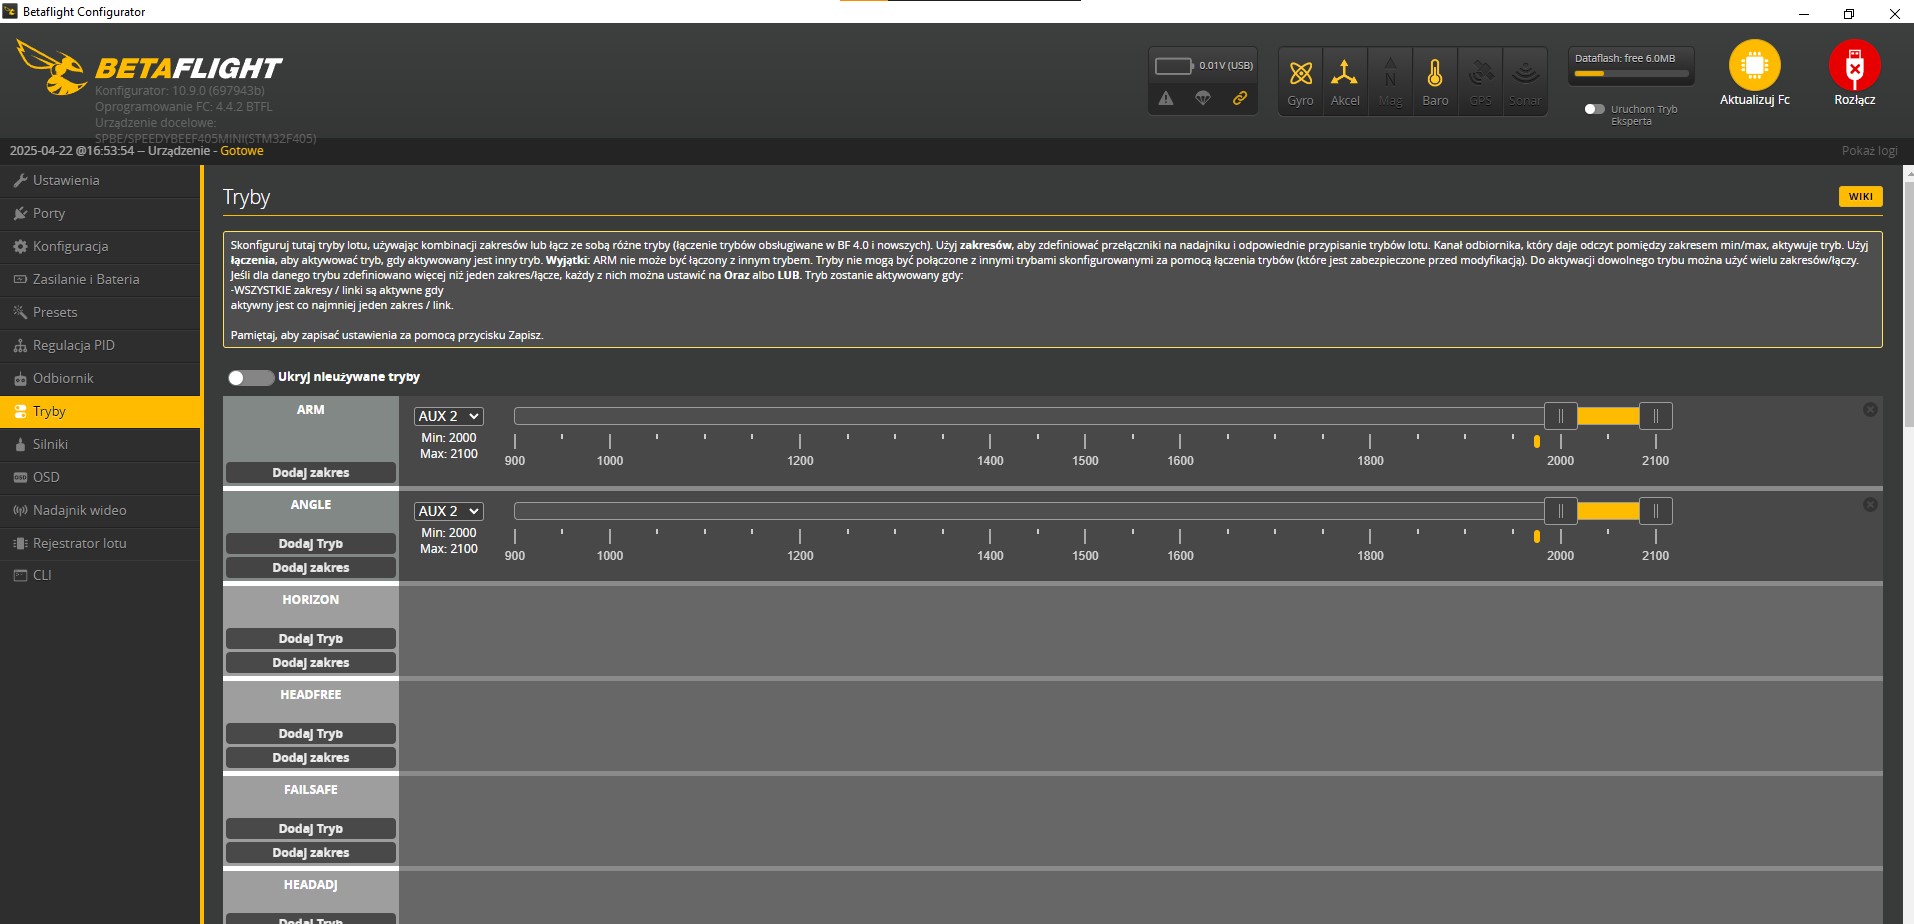 Betaflight Configurator
BETAFLIGHT
Konfigurator: 10.9.0 (697943b)
Oprogramowanie FC: 4.4.2 BTFL
Urządzenie docelowe:
SPBE/SPEEDYBEEF405MINI(STM32F405)
0.01V (USB)
Gyro
Akcel
N
Mag
Baro
GPS
Sonar
Dataflash: free 6.0MB
Uruchom Tryb
Eksperta
Aktualizuj Fc
Rozłącz
2025-04-22 @16:53:54 -- Urządzenie - Gotowe
Pokaż logi
Ustawienia
Porty
Konfiguracja
Zasilanie i Bateria
Presets
Regulacja PID
Odbiornik
Tryby
Silniki
OSD OSD
Nadajnik wideo
Rejestrator lotu
CLI
Tryby
WIKI
Skonfiguruj tutaj tryby lotu, używając kombinacji zakresów lub łącz ze sobą różne tryby (łączenie trybów obsługiwane w BF 4.0 i nowszych). Użyj zakresów, aby zdefiniować przełączniki na nadajniku i odpowiednie przypisanie trybów lotu. Kanał odbiornika, który daje odczyt pomiędzy zakresem min/max, aktywuje tryb. Użyj
łączenia, aby aktywować tryb, gdy aktywowany jest inny tryb. Wyjątki: ARM nie może być łączony z innym trybem. Tryby nie mogą być połączone z innymi trybami skonfigurowanymi za pomocą łączenia trybów (które jest zabezpieczone przed modyfikacją). Do aktywacji dowolnego trybu można użyć wielu zakresów/łączy.
Jeśli dla danego trybu zdefiniowano więcej niż jeden zakres/łącze, każdy z nich można ustawić na Oraz albo LUB. Tryb zostanie aktywowany gdy:
-WSZYSTKIE zakresy / linki są aktywne gdy
aktywny jest co najmniej jeden zakres / link.
Pamiętaj, aby zapisać ustawienia za pomocą przycisku Zapisz.
Ukryj nieużywane tryby
ARM
Dodaj zakres
AUX 2
Min: 2000
Max: 2100
900 1000 1200 1400 1500 1600 1800 2000 2100
ANGLE
Dodaj Tryb
Dodaj zakres
AUX 2
Min: 2000
Max: 2100
900 1000 1200 1400 1500 1600 1800 2000 2100
HORIZON
Dodaj Tryb
Dodaj zakres
HEADFREE
Dodaj Tryb
Dodaj zakres
FAILSAFE
Dodaj Tryb
Dodaj zakres
HEADADJ
Dodaj Tryb